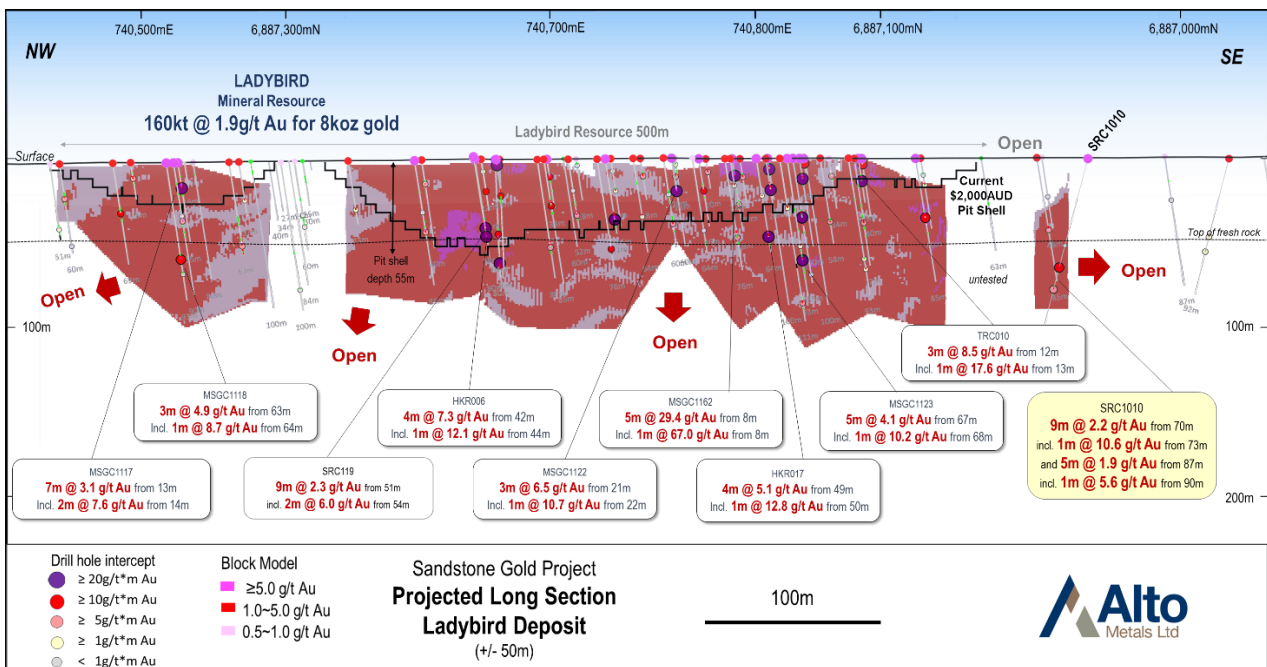 740,500mE
6,887,300mN
740,700mE
740,800mE
6,887,100mN
6,887,000mN
NW
SE
LADYBIRD
Mineral Resource
160kt @ 1.9g/t Au for 8koz gold
Ladybird Resource 500m
Open
SRC1010
Surface
Current
$2,000AUD
Pit Shell
Top of fresh rock
Pit shell
depth 55m
untested
Open
Open
Open
Open
51m
60m
40m
60m
84m
100m
200m
63m
87m
92m
100m
100m
200m
TRC010
3m @ 8.5 g/t Au from 12m
Incl. 1m @ 17.6 g/t Au from 13m
MSGC1118
3m @ 4.9 g/t Au from 63m
Incl. 1m @ 8.7 g/t Au from 64m
HKR006
4m @ 7.3 g/t Au from 42m
Incl. 1m @ 12.1 g/t Au from 44m
MSGC1162
5m @ 29.4 g/t Au from 8m
Incl. 1m @ 67.0 g/t Au from 8m
MSGC1123
5m @ 4.1 g/t Au from 67m
Incl. 1m @ 10.2 g/t Au from 68m
SRC1010
9m @ 2.2 g/t Au from 70m
incl. 1m @ 10.6 g/t Au from 73m
and 5m @ 1.9 g/t Au from 87m
incl. 1m @ 5.6 g/t Au from 90m
MSGC1117
7m @ 3.1 g/t Au from 13m
Incl. 2m @ 7.6 g/t Au from 14m
SRC119
9m @ 2.3 g/t Au from 51m
incl. 2m @ 6.0 g/t Au from 54m
MSGC1122
3m @ 6.5 g/t Au from 21m
Incl. 1m @ 10.7 g/t Au from 22m
HKR017
4m @ 5.1 g/t Au from 49m
Incl. 1m @ 12.8 g/t Au from 50m
Drill hole intercept
≥ 20g/t*m Au
≥ 10g/t*m Au
≥ 5g/t*m Au
≥ 1g/t*m Au
< 1g/t*m Au
Block Model
≥5.0 g/t Au
1.0~5.0 g/t Au
0.5~1.0 g/t Au
Sandstone Gold Project
Projected Long Section
Ladybird Deposit
(+/- 50m)
100m
Alto
Metals Ltd